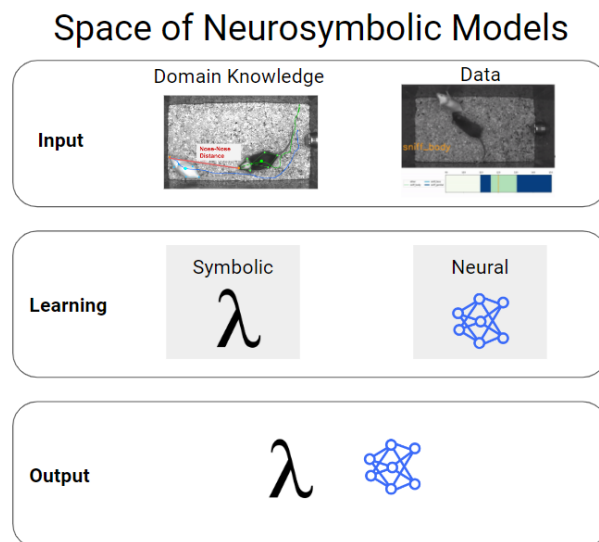 Space of Neurosymbolic Models
Domain Knowledge
Data
Input
Nose-Nose
Distance
sniff_body
Symbolic
Neural
λ
Learning
Output
λ